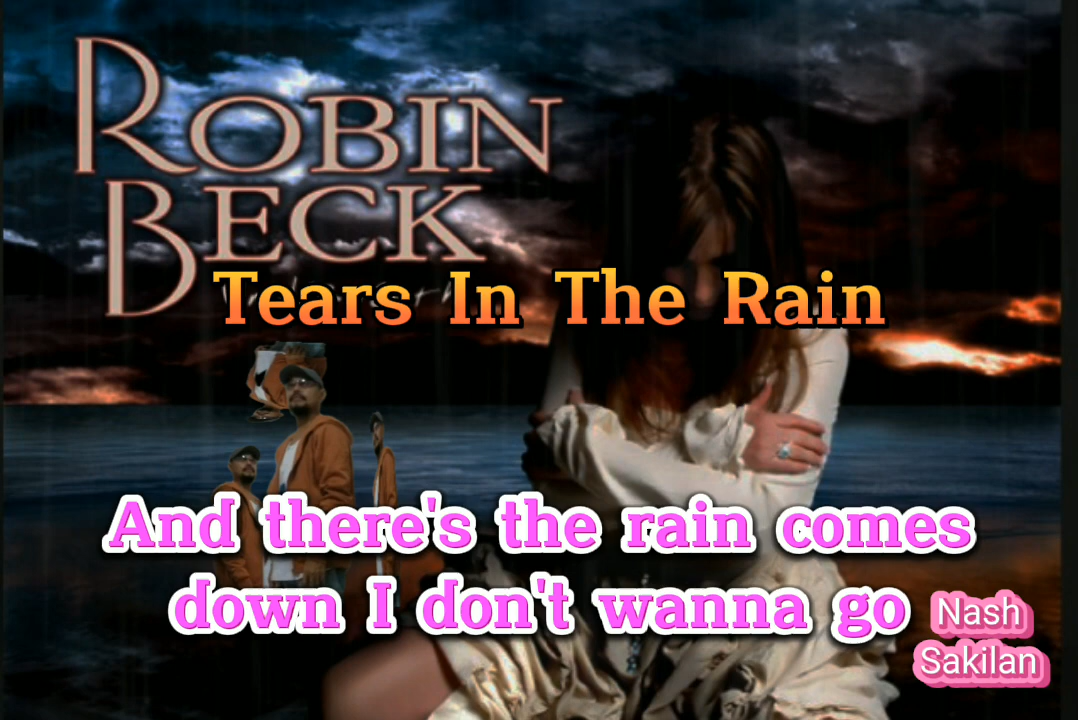 ROBIN
BECK
Tears In The Rain
And there's the rain comes
down I don't wanna go
Nash
Sakilan